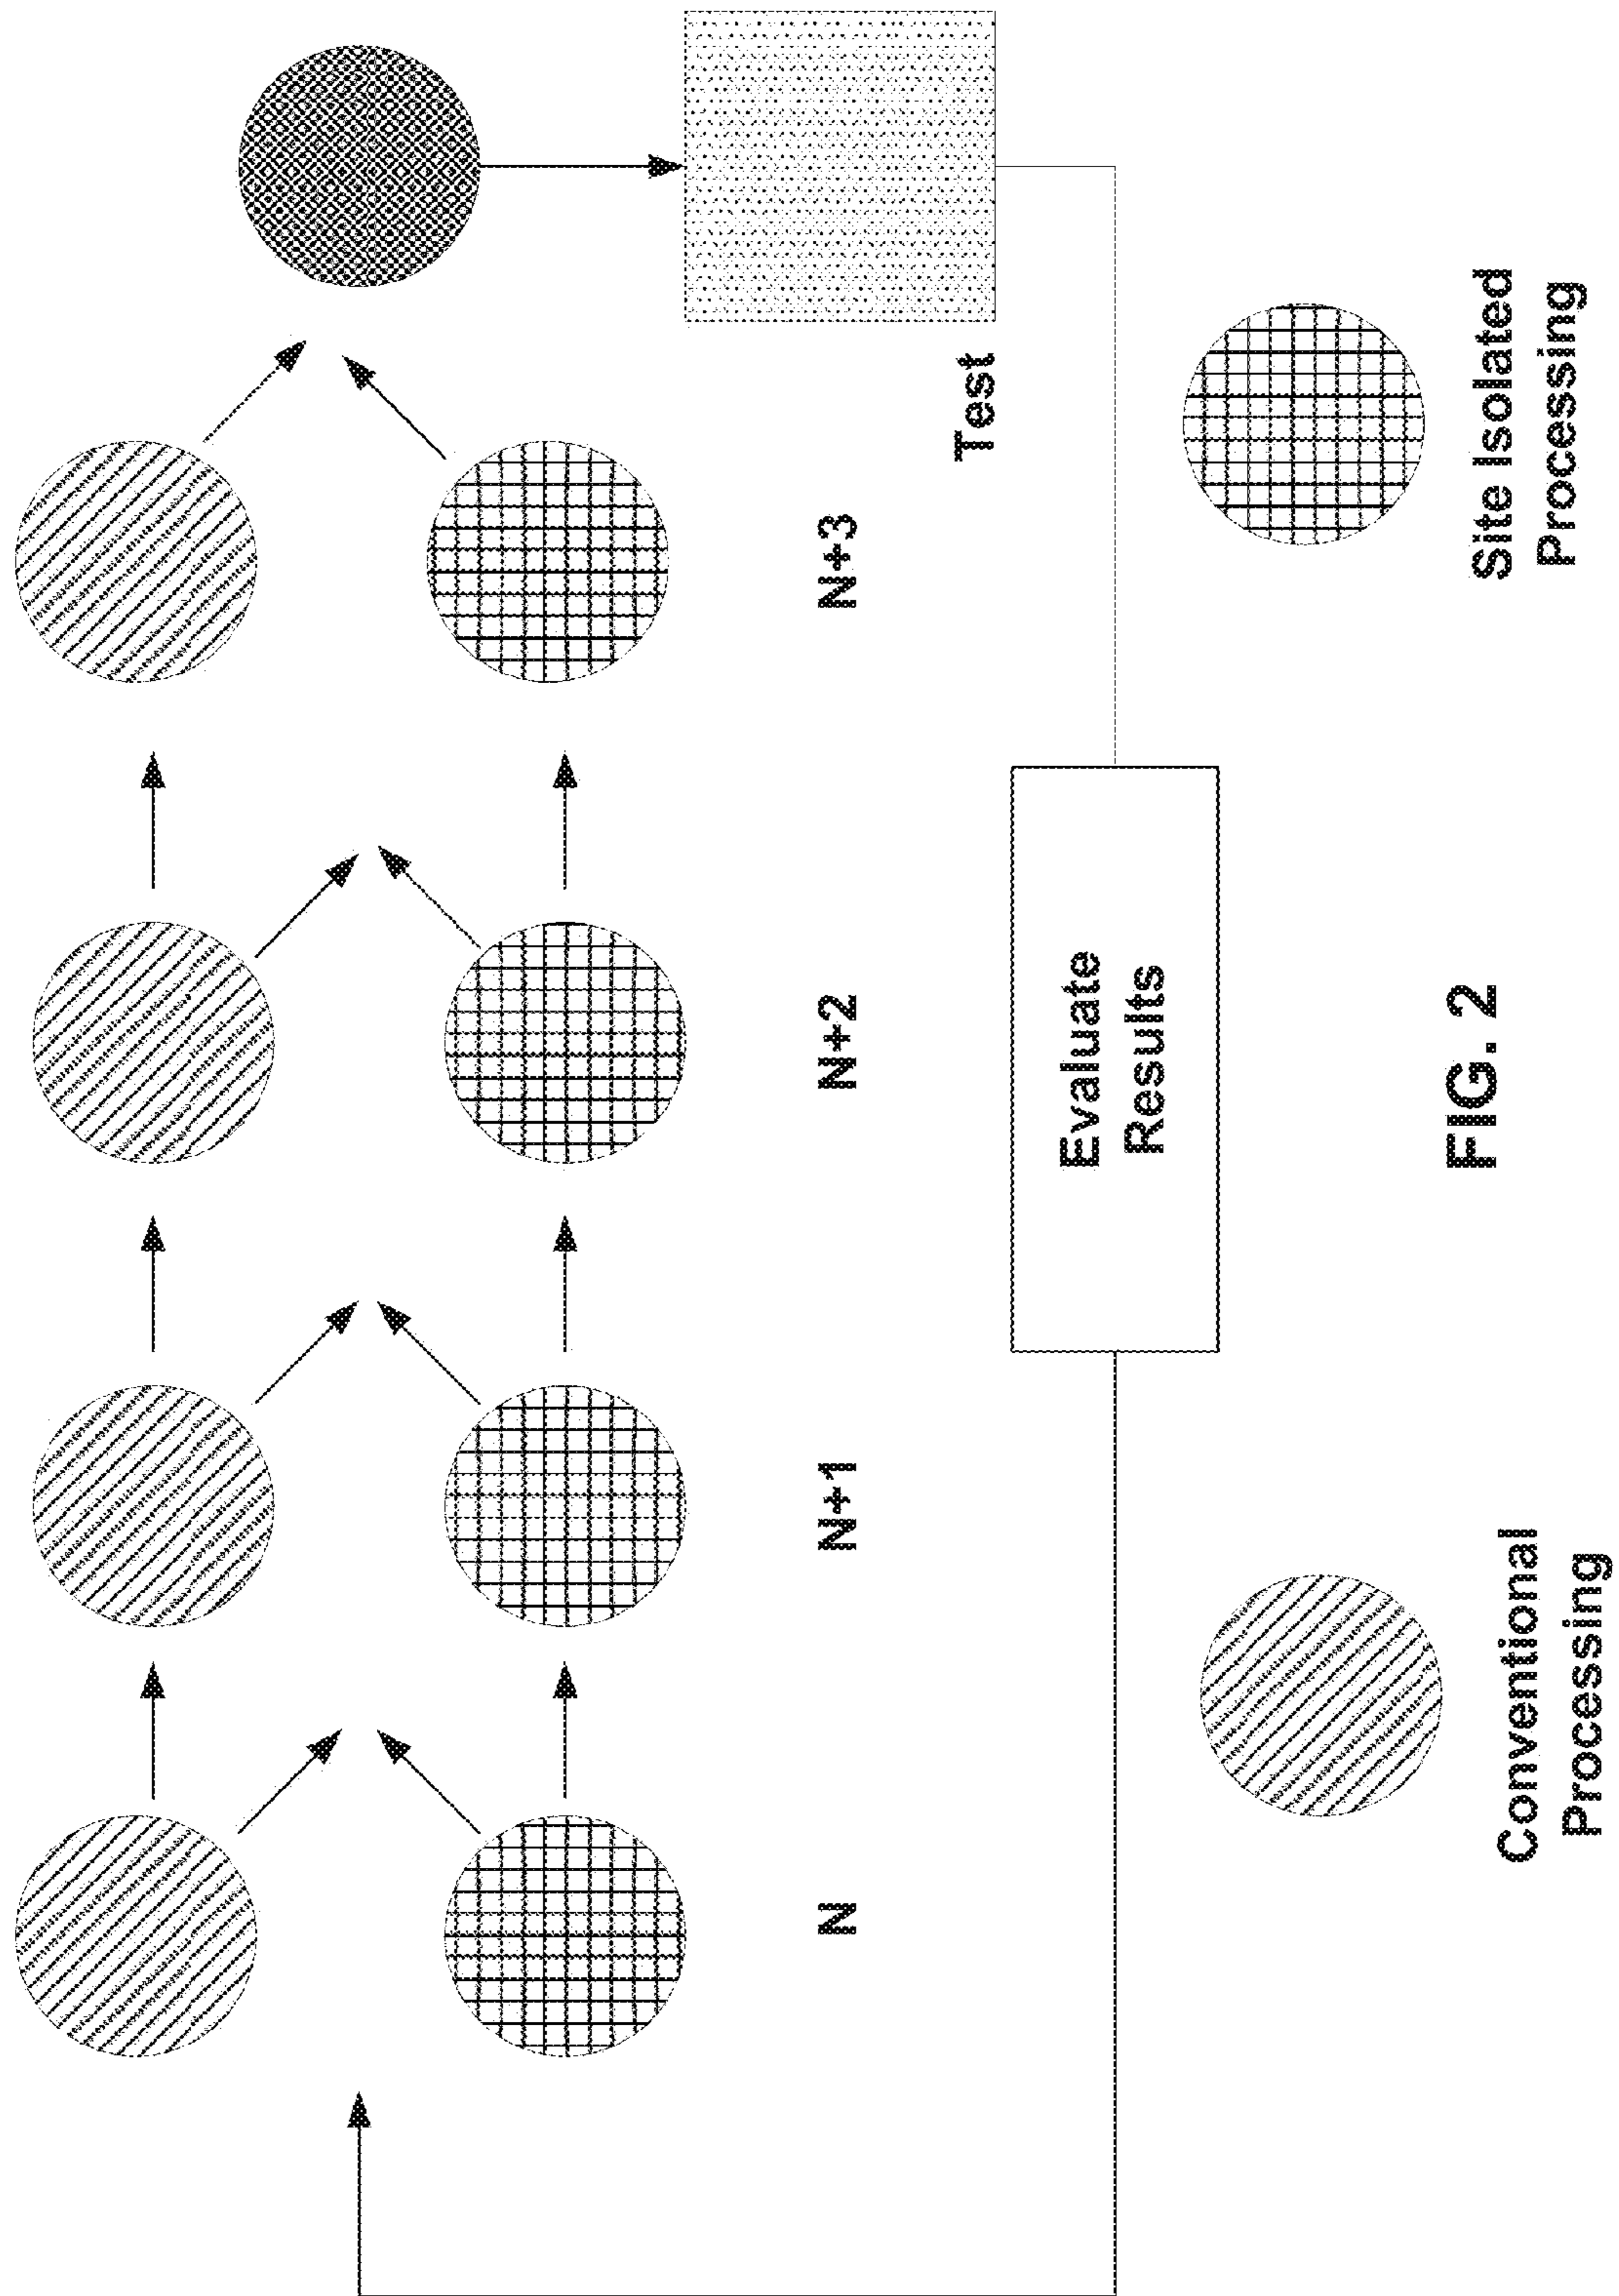 N
N+1
N+2
N+3
Test
Evaluate
Results
Conventional
Processing
Site Isolated
Processing
FIG. 2